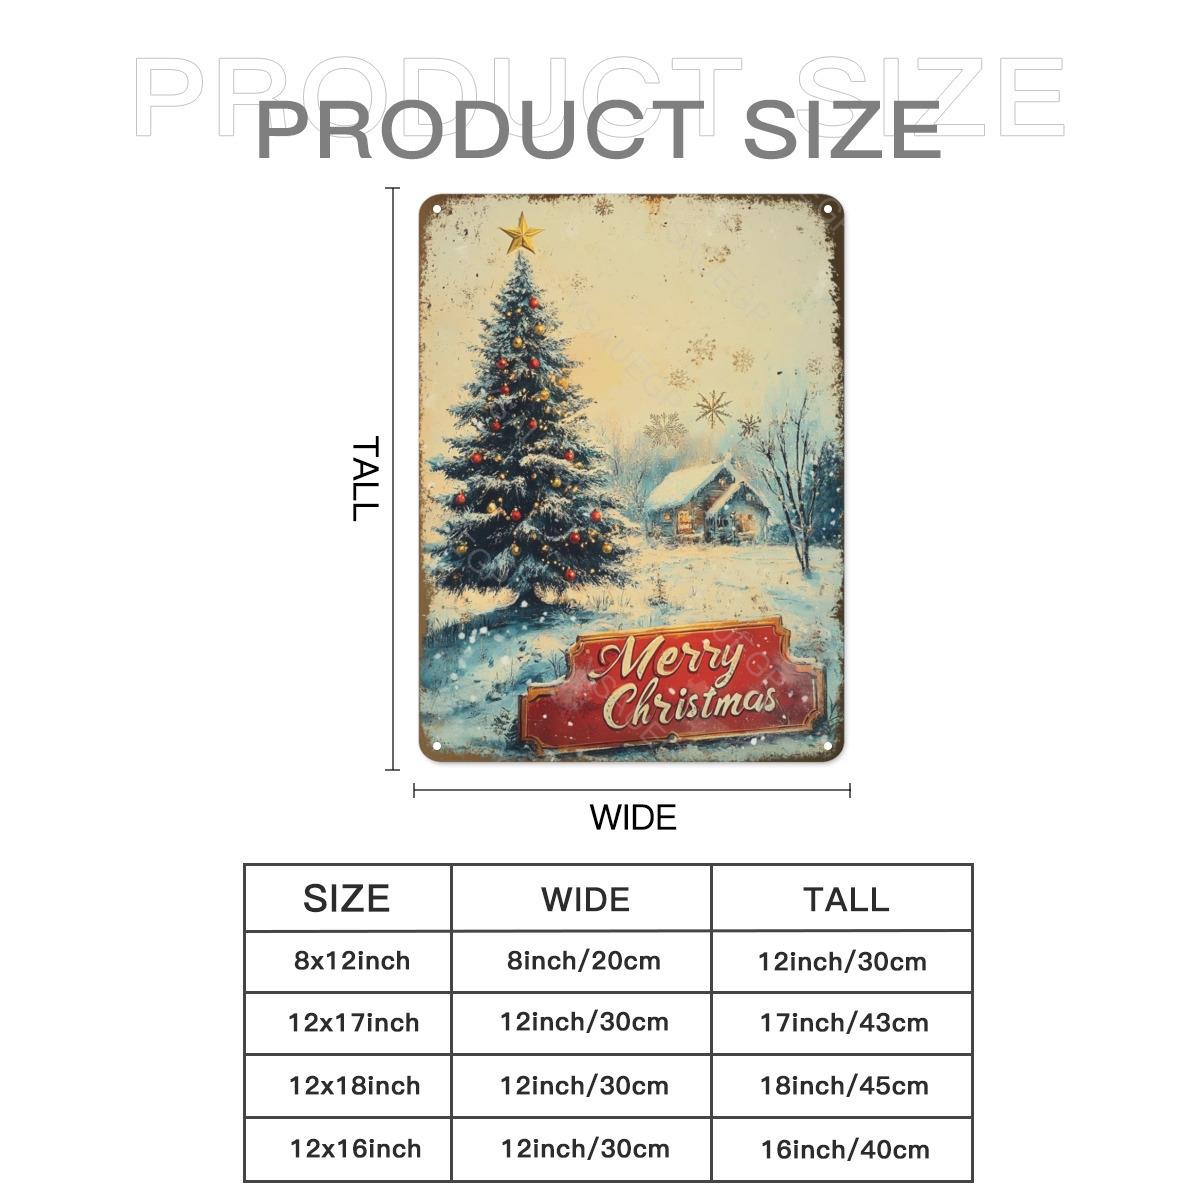 PRODUCT SIZE
PRODUCT SIZE
TALL
Merry
Christmas
WIDE
SIZE WIDE TALL
8x12inch 8inch/20cm 12inch/30cm
12x17inch 12inch/30cm 17inch/43cm
12x18inch 12inch/30cm 18inch/45cm
12x16inch 12inch/30cm 16inch/40cm